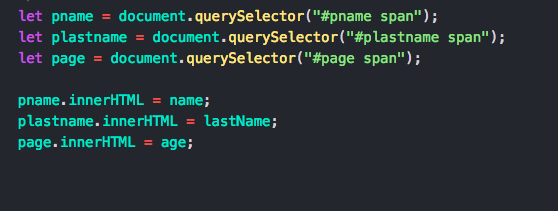 let pname = document.querySelector("#pname span");
let plastname = document.querySelector("#plastname span");
let page = document.querySelector("#page span");
pname.innerHTML = name;
plastname.innerHTML = lastName;
page.innerHTML = age;